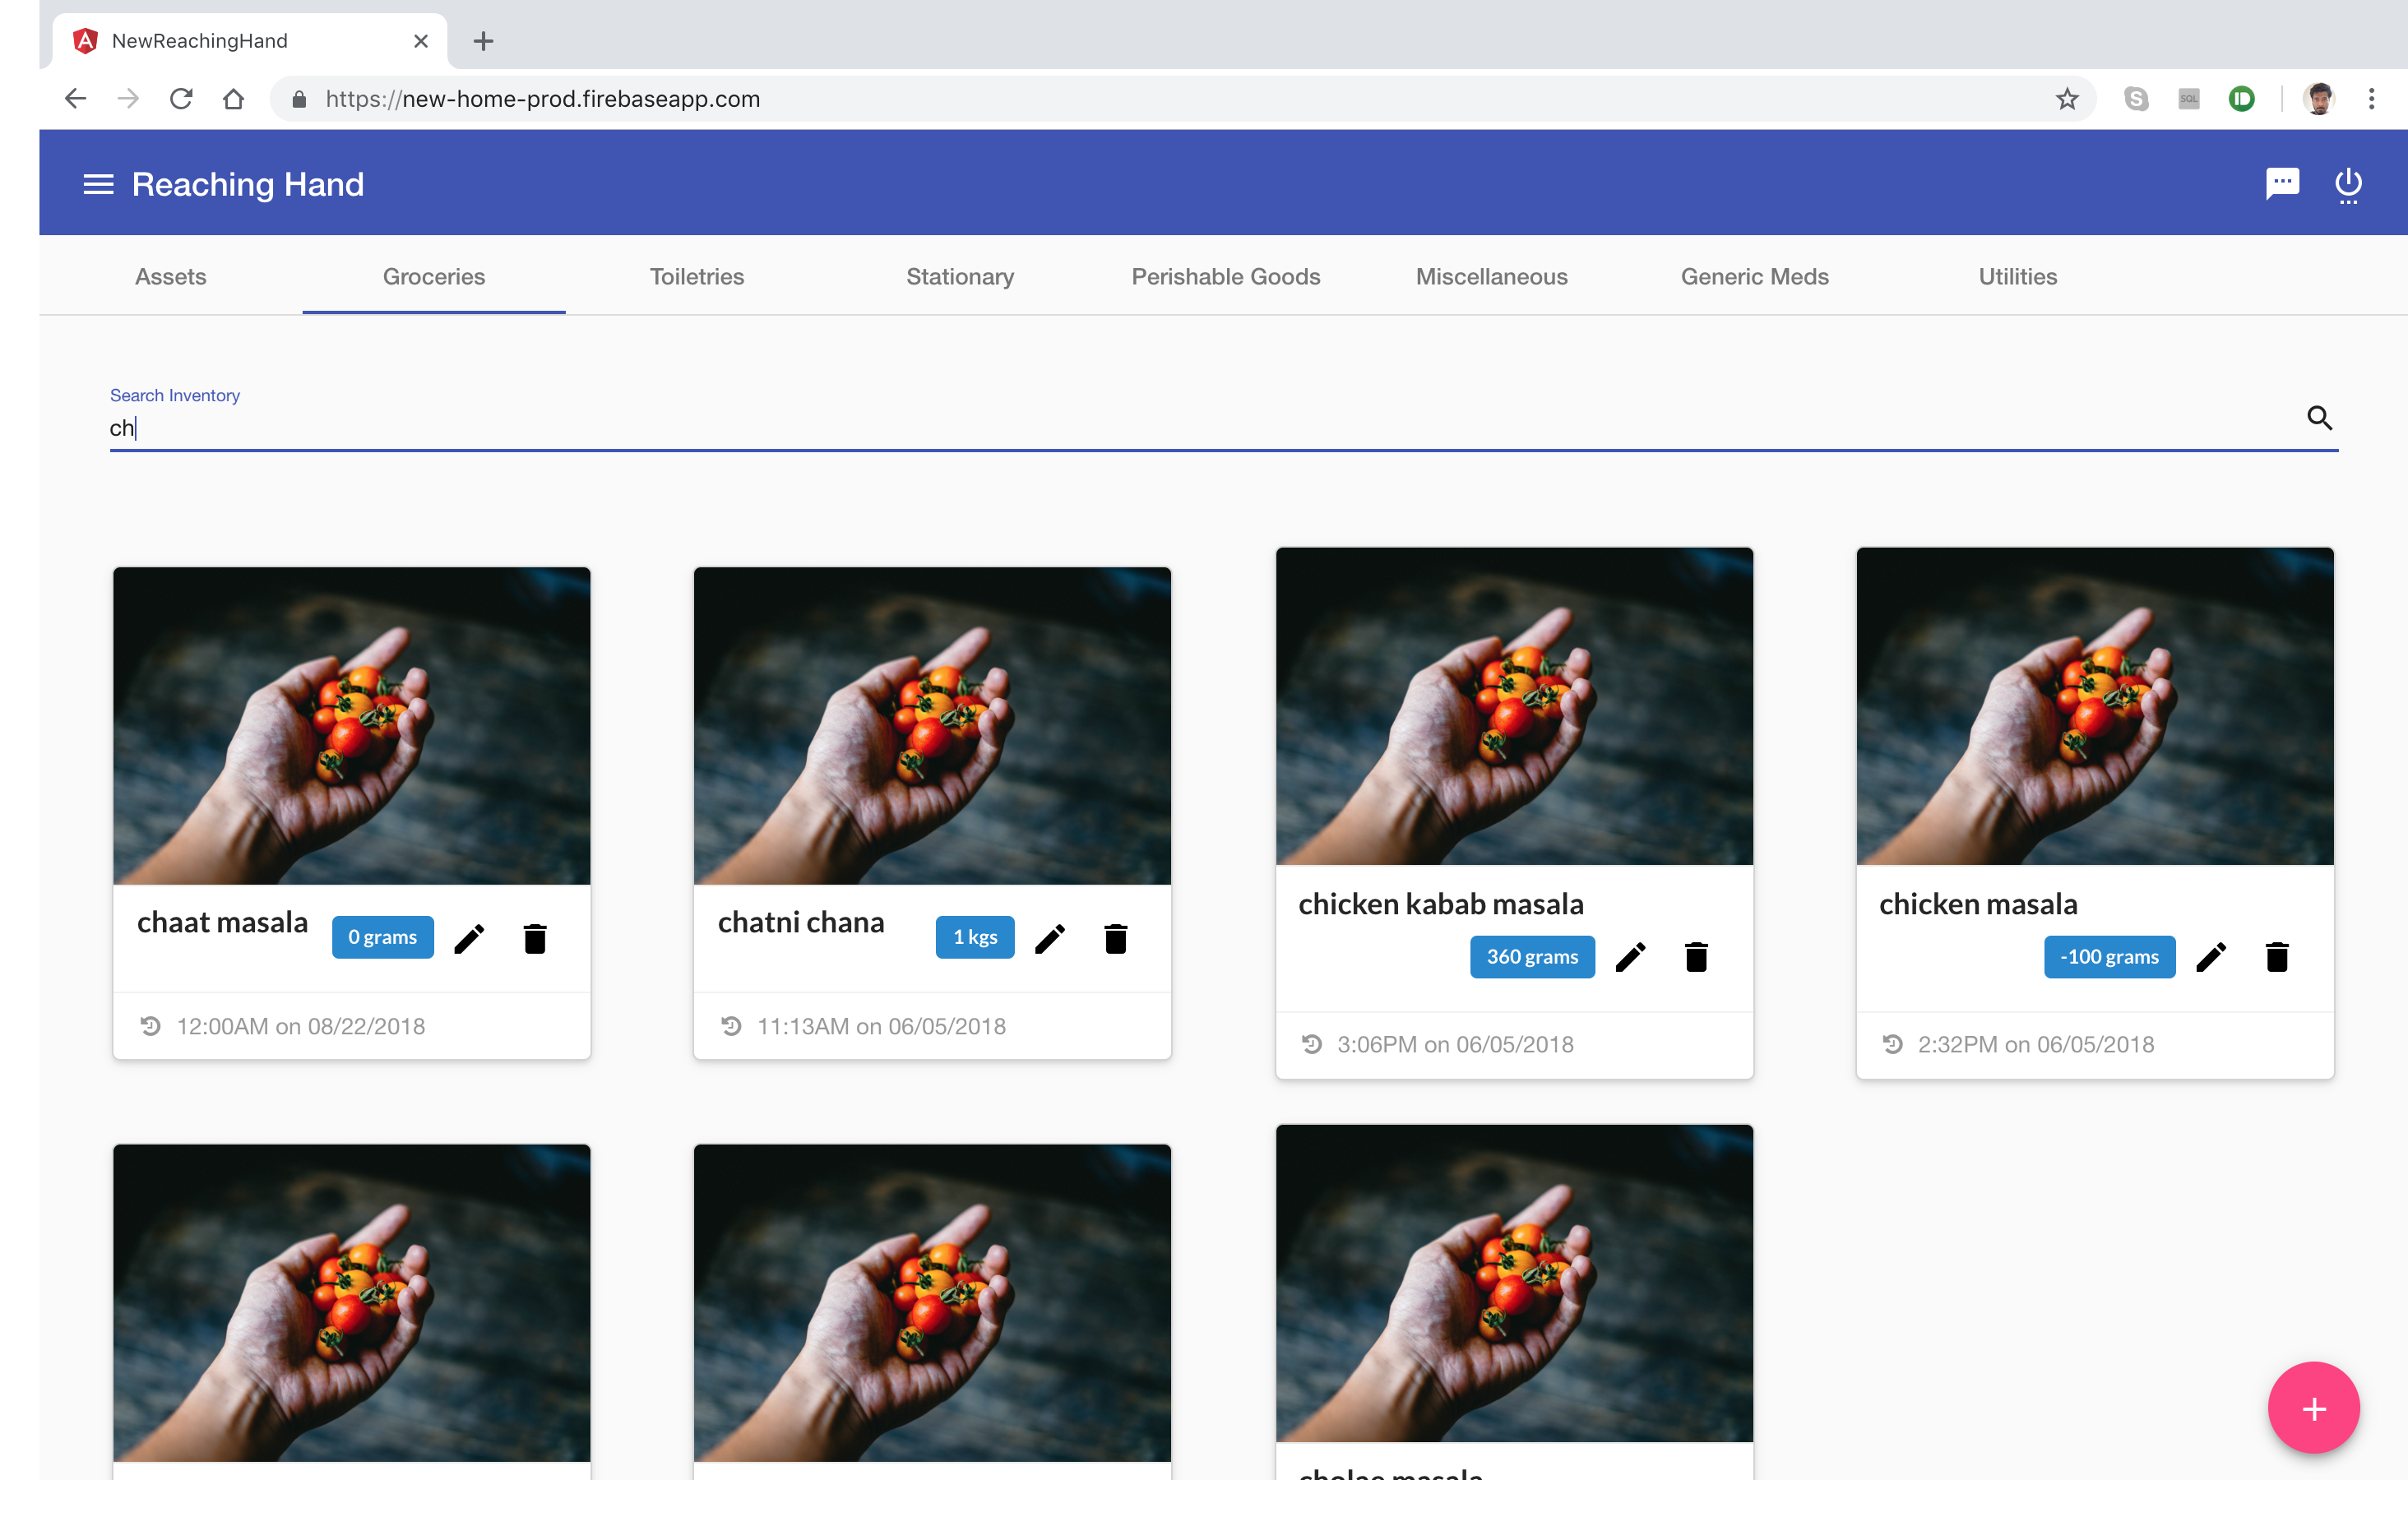 NewReachingHand
https://new-home-prod.firebaseapp.com
SQL
Reaching Hand
Assets Groceries Toiletries Stationary Perishable Goods Miscellaneous Generic Meds Utilities
Search Inventory
ch
chaat masala
0 grams
12:00AM on 08/22/2018
chatni chana
1 kgs
11:13AM on 06/05/2018
chicken kabab masala
360 grams
3:06PM on 06/05/2018
chicken masala
-100 grams
2:32PM on 06/05/2018
cholae masala